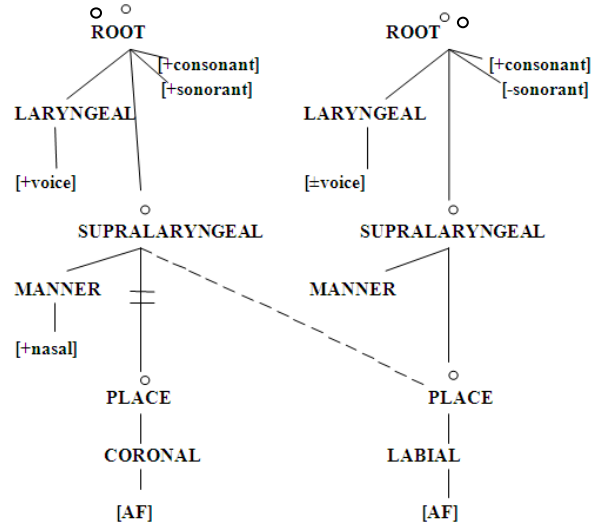 ROOT ROOT
[+consonant] [+consonant]
[+sonorant] [-sonorant]
LARYNGEAL LARYNGEAL
[+voice] [±voice]
SUPRALARYNGEAL SUPRALARYNGEAL
MANNER MANNER
[+nasal]
PLACE PLACE
CORONAL LABIAL
[AF] [AF]